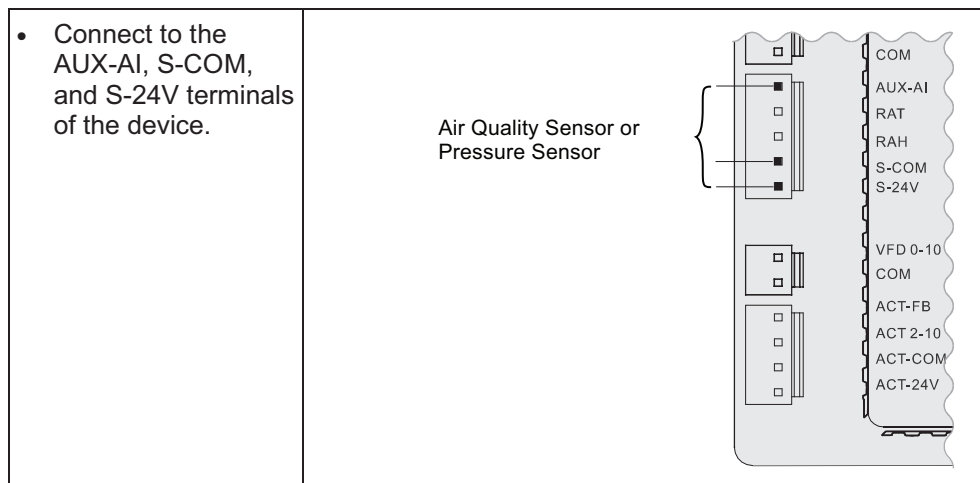 • Connect to the
AUX-AI, S-COM,
and S-24V terminals
of the device.
Air Quality Sensor or
Pressure Sensor
COM
AUX-AI
RAT
RAH
S-COM
S-24V
VFD 0-10
COM
ACT-FB
ACT 2-10
ACT-COM
ACT-24V